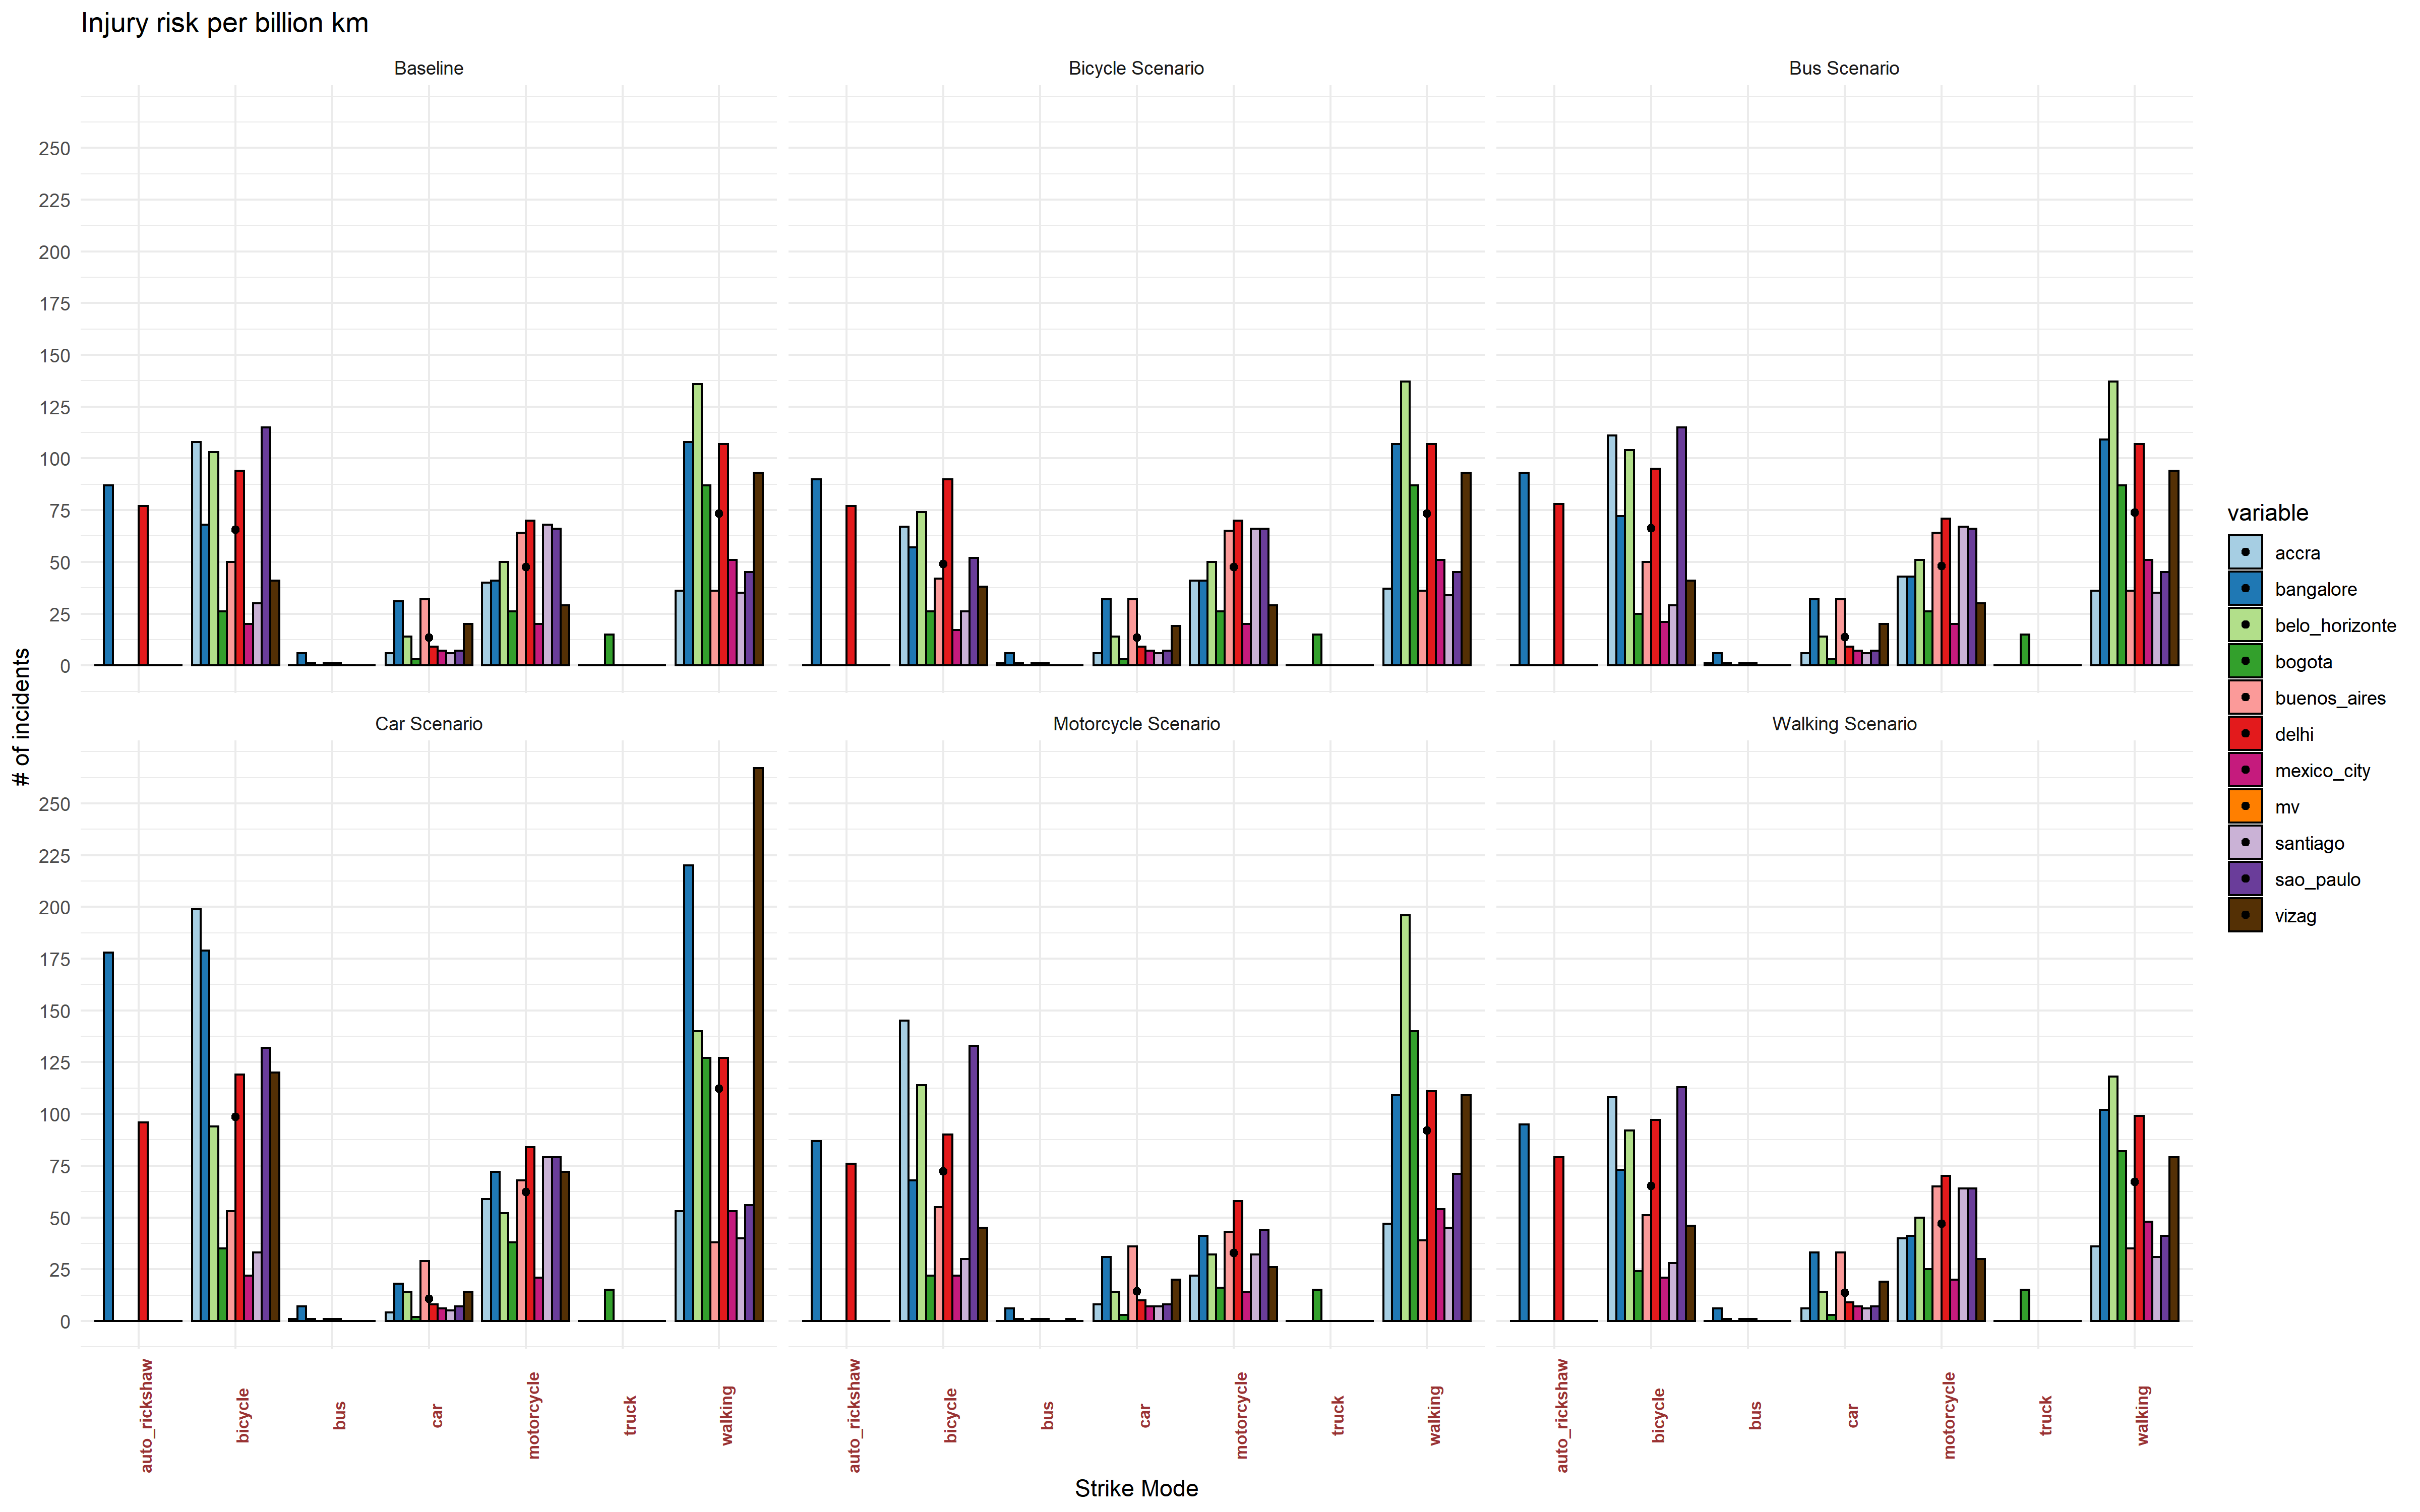 Injury risk per billion km
Baseline
Bicycle Scenario
Bus Scenario
250
225
200
175
150
125
100
75
50
25
0
# of incidents
Car Scenario
Motorcycle Scenario
Walking Scenario
250
225
200
175
150
125
100
75
50
25
0
auto_rickshaw
bicycle
bus
car
motorcycle
truck
walking
auto_rickshaw
bicycle
bus
car
motorcycle
truck
walking
auto_rickshaw
bicycle
bus
car
motorcycle
truck
walking
Strike Mode
variable
accra
bangalore
belo_horizonte
bogota
buenos_aires
delhi
mexico_city
mv
santiago
sao_paulo
vizag